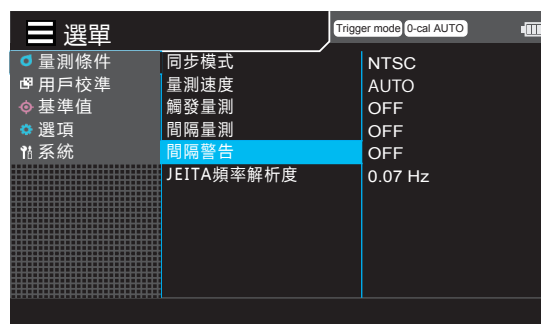 選單
Trigger mode 0-cal AUTO
量測條件 同步模式 NTSC
用戶校準 量測速度 AUTO
基準值 觸發量測 OFF
選項 間隔量測 OFF
系統 間隔警告 OFF
JEITA頻率解析度 0.07 Hz